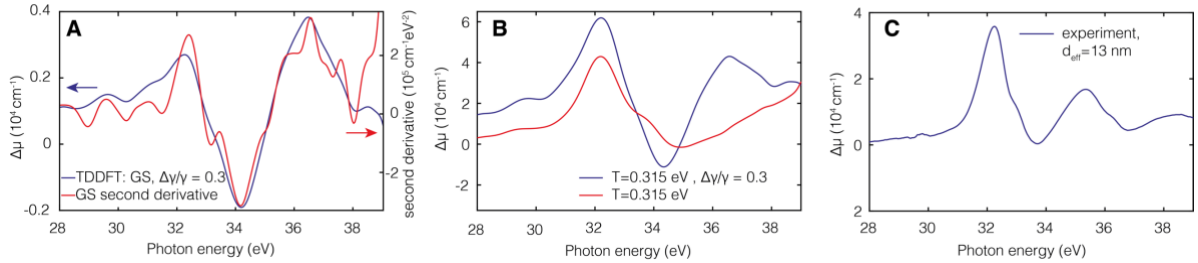 A
Δμ (10⁴ cm⁻¹)
0.4
0.2
0
-0.2
28 30 32 34 36 38
Photon energy (eV)
TDDFT: GS, Δγ/γ = 0.3
GS second derivative
2
0
-2
second derivative (10⁵ cm⁻¹eV⁻²)
B
Δμ (10⁴ cm⁻¹)
6
4
2
0
-2
28 30 32 34 36 38
Photon energy (eV)
T=0.315 eV , Δγ/γ = 0.3
T=0.315 eV
C
Δμ (10⁴ cm⁻¹)
4
2
0
2
28 30 32 34 36 38
Photon energy (eV)
experiment,
d_eff=13 nm